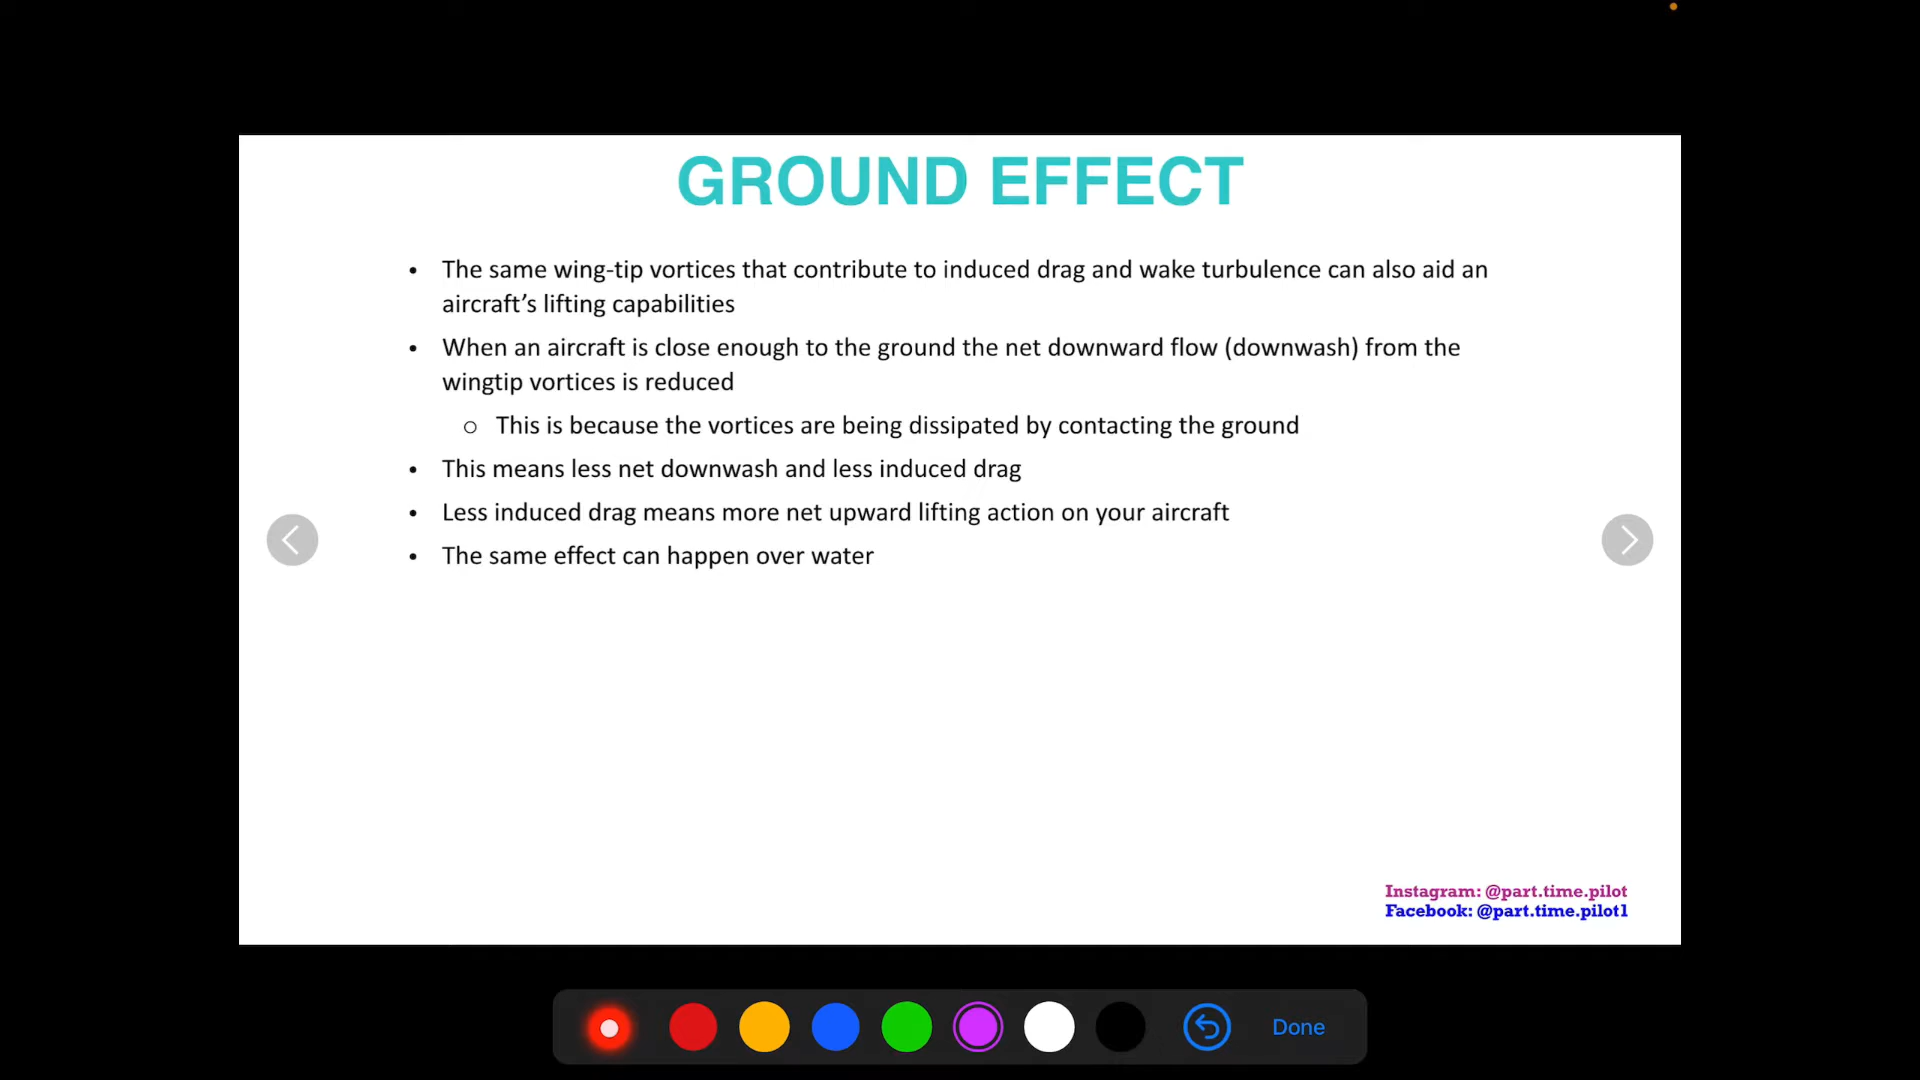 GROUND EFFECT
• The same wing-tip vortices that contribute to induced drag and wake turbulence can also aid an
aircraft’s lifting capabilities
• When an aircraft is close enough to the ground the net downward flow (downwash) from the
wingtip vortices is reduced
○ This is because the vortices are being dissipated by contacting the ground
• This means less net downwash and less induced drag
• Less induced drag means more net upward lifting action on your aircraft
• The same effect can happen over water
Instagram: @part.time.pilot
Facebook: @part.time.pilot1
Done